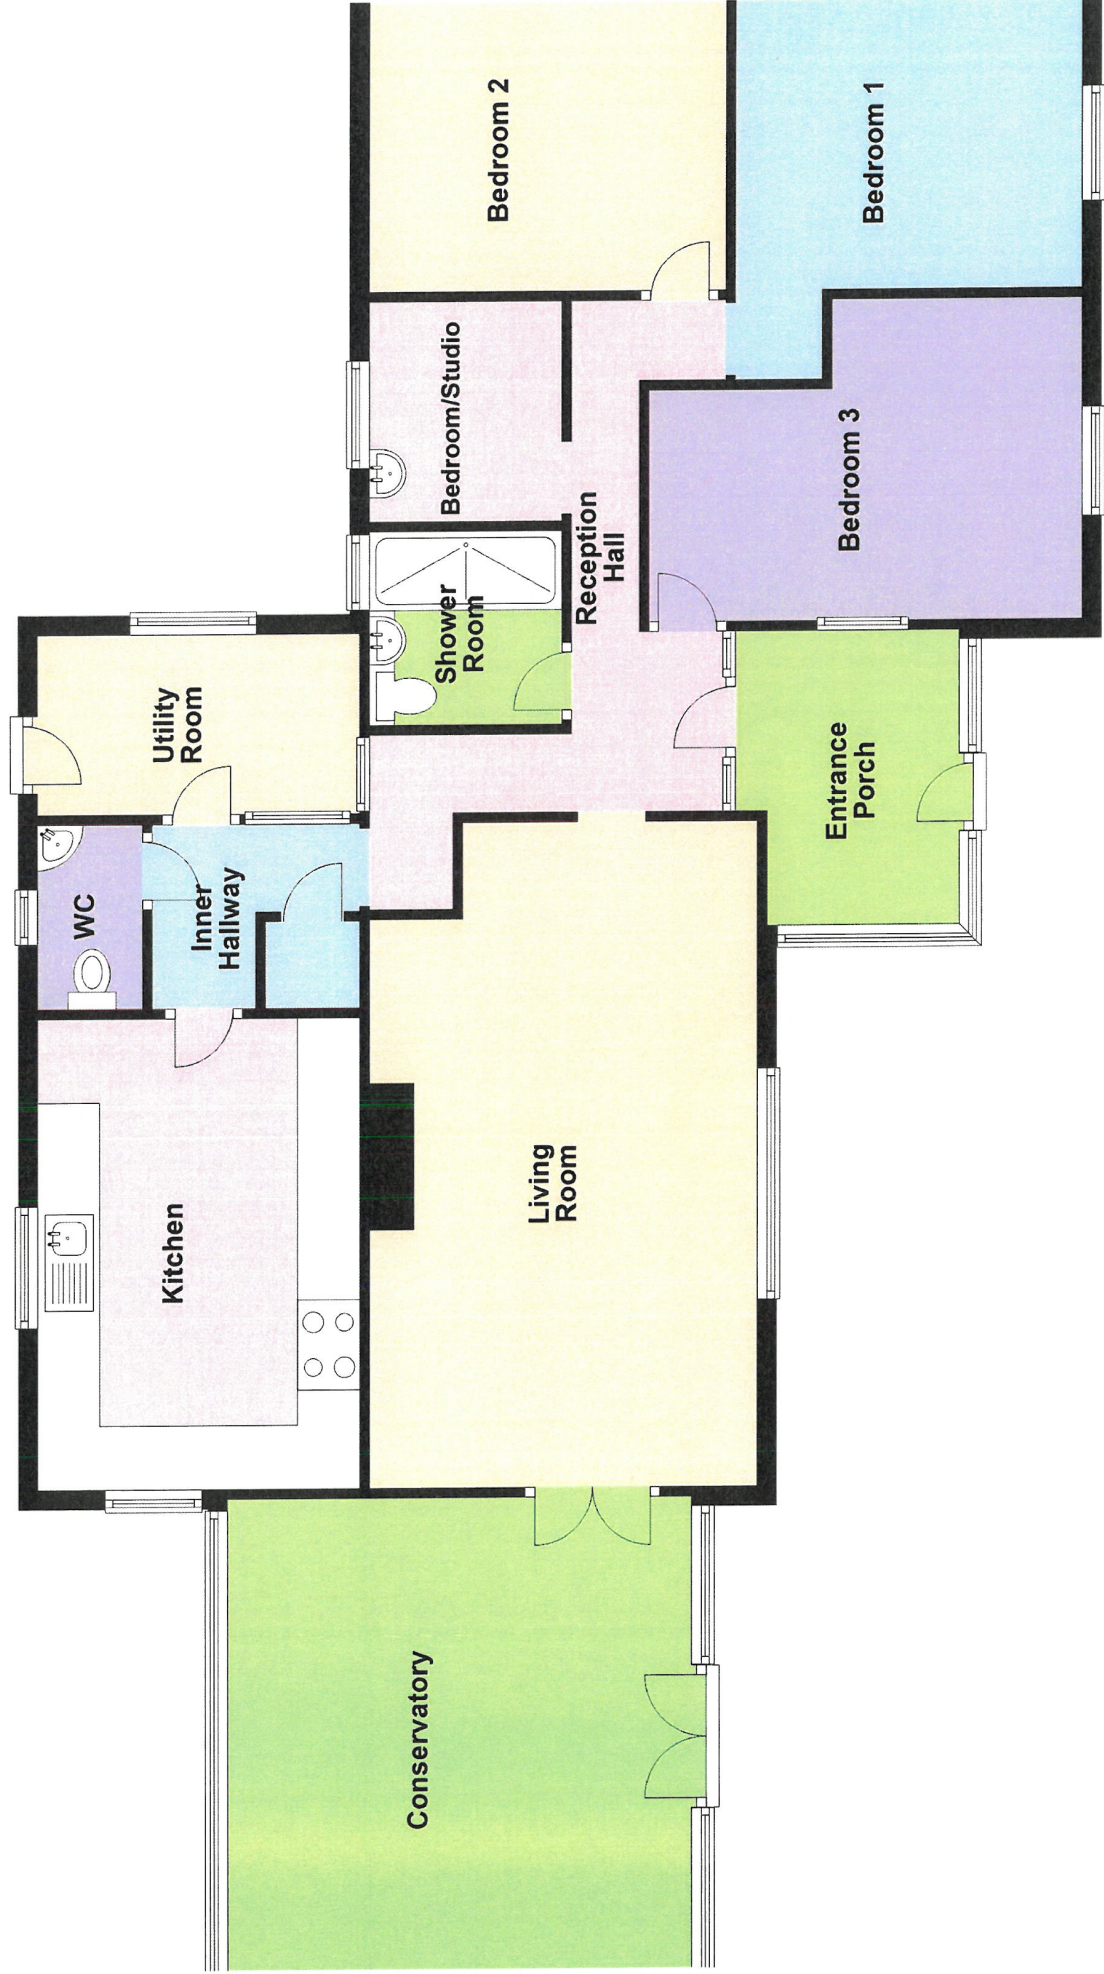 Bedroom 2
Bedroom 1
Bedroom/Studio
Bedroom 3
Reception
Hall
Shower
Room
Utility
Room
Entrance
Porch
WC
Inner
Hallway
Kitchen
Living
Room
Conservatory